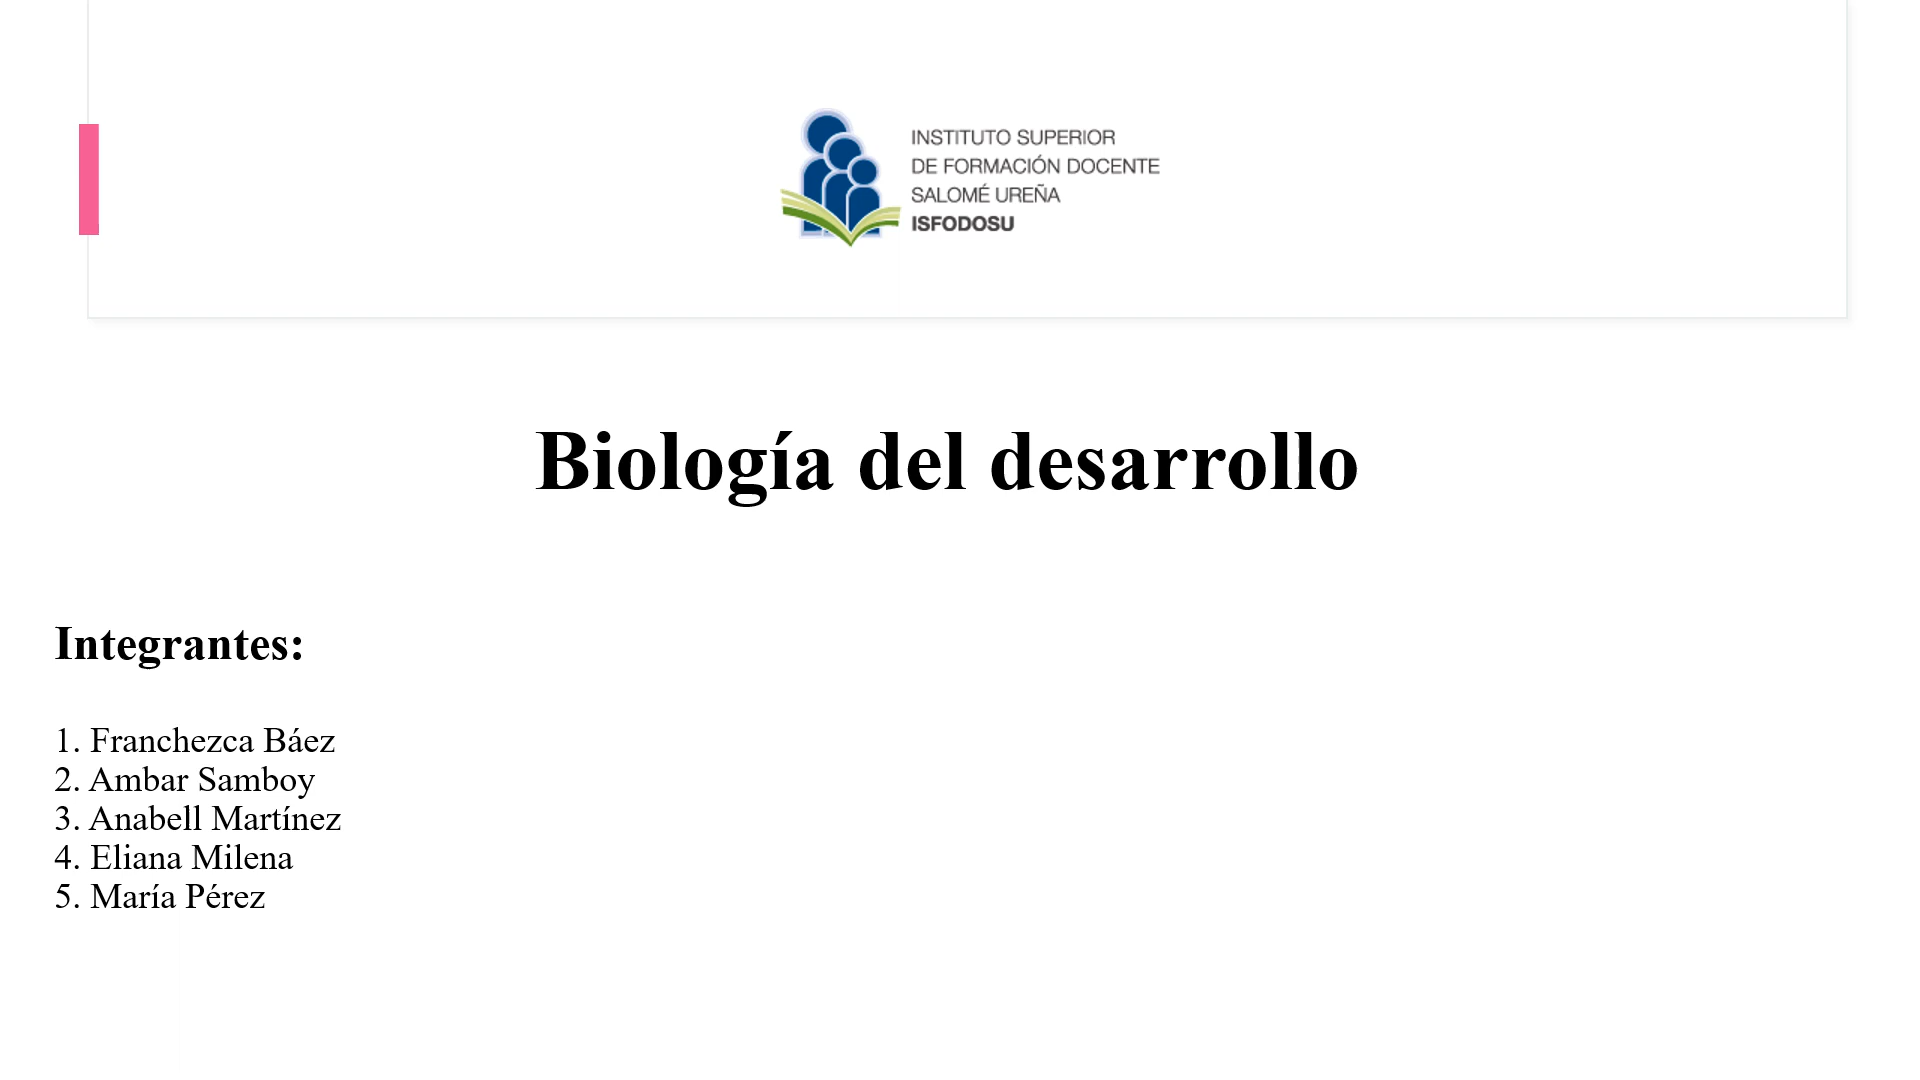 INSTITUTO SUPERIOR
DE FORMACIÓN DOCENTE
SALOMÉ UREÑA
ISFODOSU
Biología del desarrollo
Integrantes:
1. Franchezca Báez
2. Ambar Samboy
3. Anabell Martínez
4. Eliana Milena
5. María Pérez